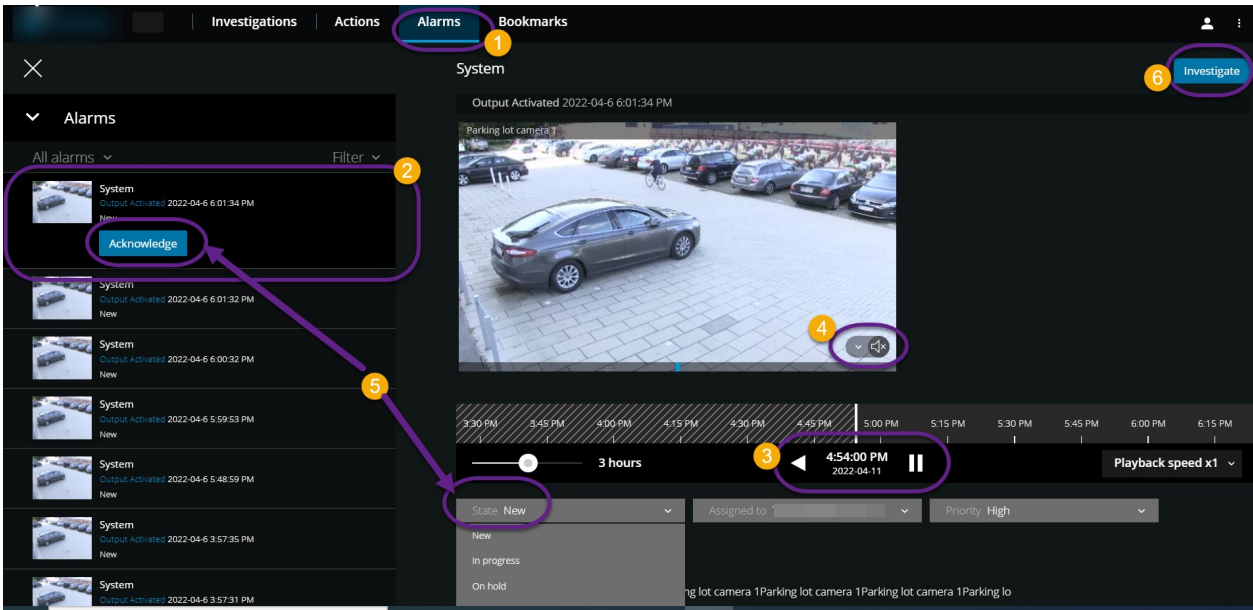 Investigations
Actions
Alarms
Bookmarks
1
System
6
Investigate
Output Activated 2022-04-6 6:01:34 PM
Alarms
Parking lot camera 1
All alarms
Filter
2
System
Output Activated 2022-04-6 6:01:34 PM
New
Acknowledge
System
Output Activated 2022-04-6 6:01:32 PM
New
4
System
Output Activated 2022-04-6 6:00:32 PM
New
5
System
Output Activated 2022-04-6 5:59:53 PM
New
3:30 PM 3:45 PM 4:00 PM 4:15 PM 4:30 PM 4:45 PM 5:00 PM 5:15 PM 5:30 PM 5:45 PM 6:00 PM 6:15 PM
System
Output Activated 2022-04-6 5:48:59 PM
New
3 hours
3
4:54:00 PM
2022-04-11
Playback speed x1
State New
Assigned to
Priority High
System
Output Activated 2022-04-6 3:57:35 PM
New
New
In progress
On hold
System
Output Activated 2022-04-6 3:57:31 PM
ng lot camera 1Parking lot camera 1Parking lot camera 1Parking lo